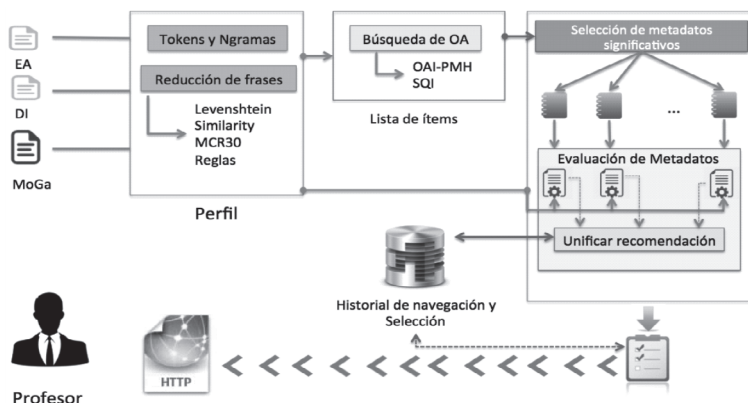 EA
DI
MoGa
Tokens y Ngramas
Reducción de frases
Levenshtein
Similarity
MCR30
Reglas
Perfil
Búsqueda de OA
OAI-PMH
SQI
Lista de ítems
Selección de metadatos
significativos
...
Evaluación de Metadatos
Unificar recomendación
Historial de navegación y
Selección
HTTP
Profesor